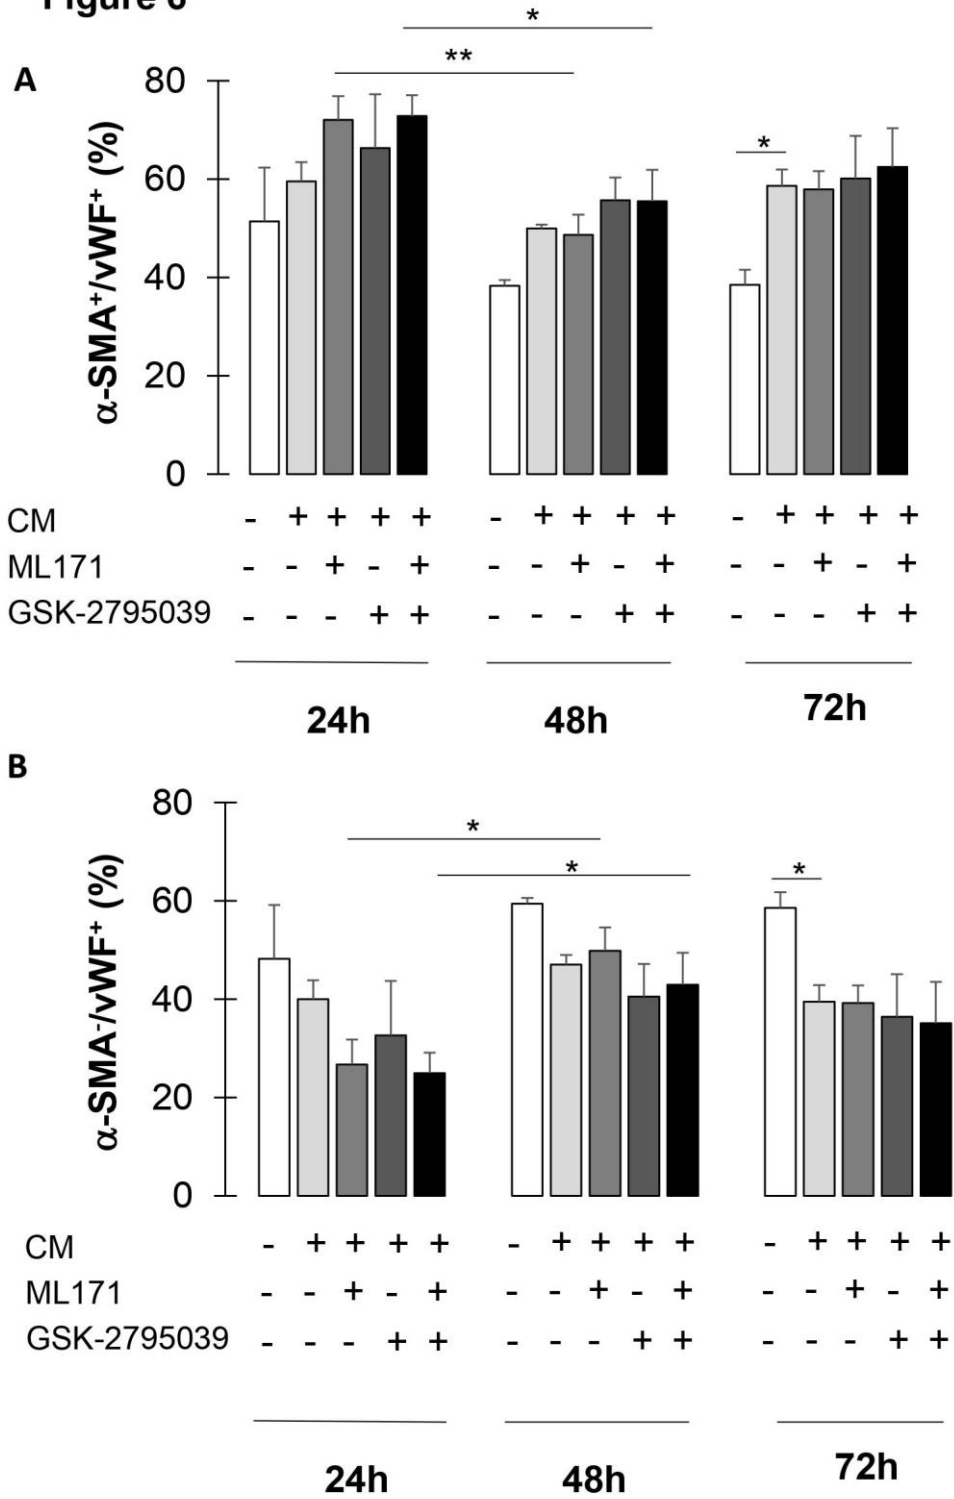 Figure 6
*
**
A
80
60
40
20
0
α-SMA⁺/vWF⁺ (%)
*
CM - + + + + - + + + + - + + + +
ML171 - - + - + - - + - + - - + - +
GSK-2795039 - - - + + - - - + + - - - + +
24h 48h 72h
B
80
60
40
20
0
α-SMA⁻/vWF⁺ (%)
*
*
*
CM - + + + + - + + + + - + + + +
ML171 - - + - + - - + - + - - + - +
GSK-2795039 - - - + + - - - + + - - - + +
24h 48h 72h